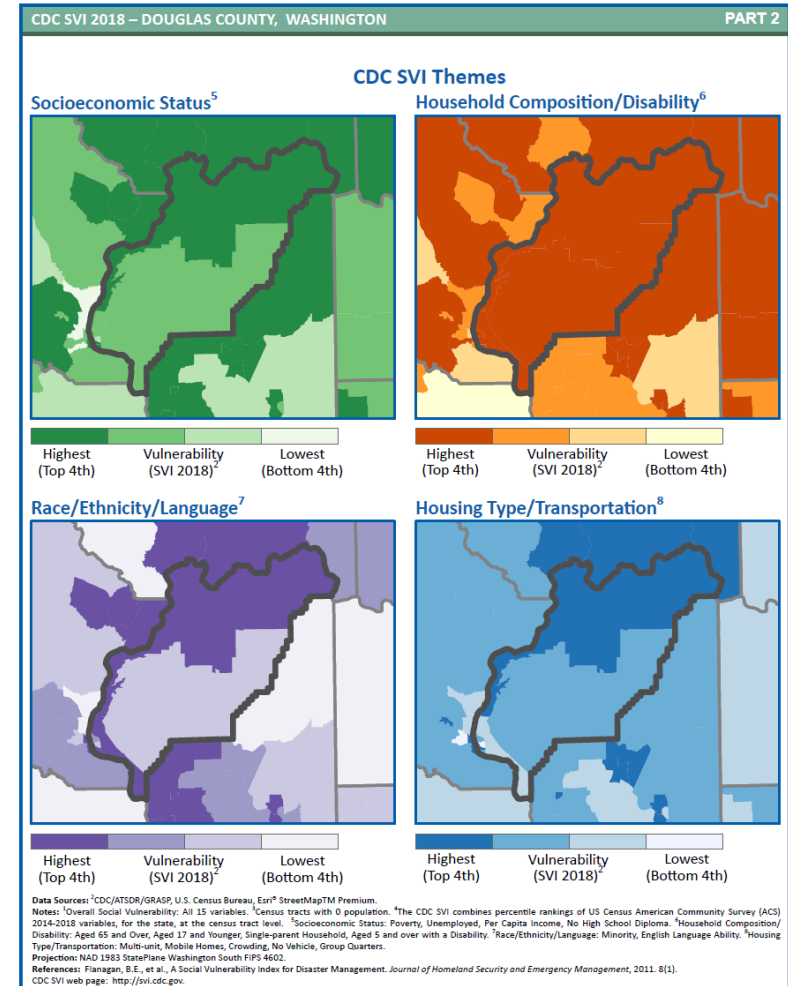 CDC SVI 2018 – DOUGLAS COUNTY, WASHINGTON PART 2
CDC SVI Themes
Socioeconomic Status5
Household Composition/Disability6
Highest (Top 4th)
Vulnerability (SVI 2018)2
Lowest (Bottom 4th)
Highest (Top 4th)
Vulnerability (SVI 2018)2
Lowest (Bottom 4th)
Race/Ethnicity/Language7
Housing Type/Transportation8
Highest (Top 4th)
Vulnerability (SVI 2018)2
Lowest (Bottom 4th)
Highest (Top 4th)
Vulnerability (SVI 2018)2
Lowest (Bottom 4th)
Data Sources: 2CDC/ATSDR/GRASP, U.S. Census Bureau, Esri® StreetMapTM Premium.
Notes: 1Overall Social Vulnerability: All 15 variables. 3Census tracts with 0 population. 4The CDC SVI combines percentile rankings of US Census American Community Survey (ACS)
2014-2018 variables, for the state, at the census tract level. 5Socioeconomic Status: Poverty, Unemployed, Per Capita Income, No High School Diploma. 6Household Composition/
Disability: Aged 65 and Over, Aged 17 and Younger, Single-parent Household, Aged 5 and over with a Disability. 7Race/Ethnicity/Language: Minority, English Language Ability. 8Housing
Type/Transportation: Multi-unit, Mobile Homes, Crowding, No Vehicle, Group Quarters.
Projection: NAD 1983 StatePlane Washington South FIPS 4602.
References: Flanagan, B.E., et al., A Social Vulnerability Index for Disaster Management. Journal of Homeland Security and Emergency Management, 2011. 8(1).
CDC SVI web page: http://svi.cdc.gov.